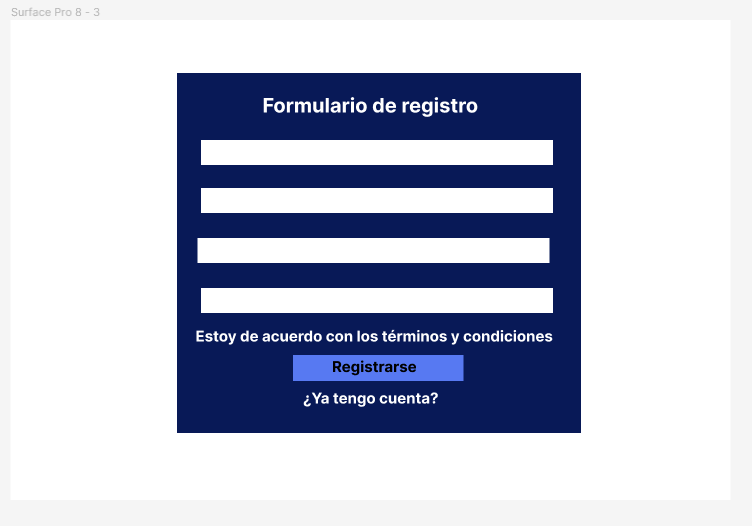 Surface Pro 8 - 3
Formulario de registro
Estoy de acuerdo con los términos y condiciones
Registrarse
¿Ya tengo cuenta?